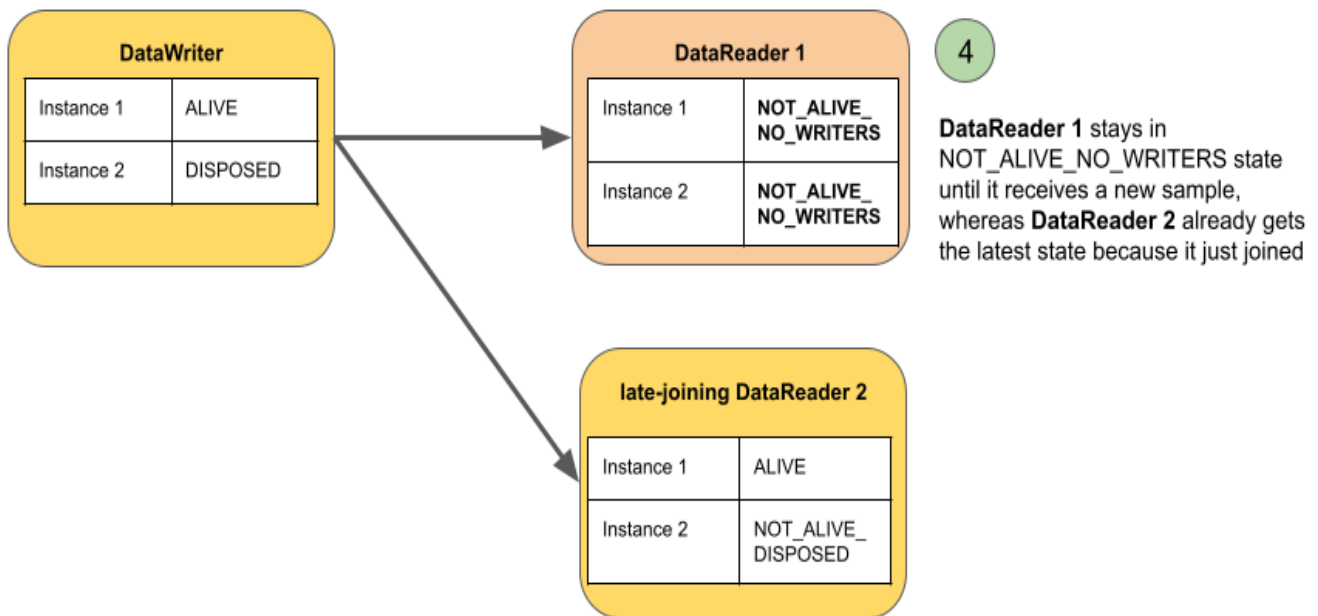 DataWriter
Instance 1
ALIVE
Instance 2
DISPOSED
DataReader 1
Instance 1
NOT_ALIVE_
NO_WRITERS
Instance 2
NOT_ALIVE_
NO_WRITERS
4
DataReader 1 stays in
NOT_ALIVE_NO_WRITERS state
until it receives a new sample,
whereas DataReader 2 already gets
the latest state because it just joined
late-joining DataReader 2
Instance 1
ALIVE
Instance 2
NOT_ALIVE_
DISPOSED